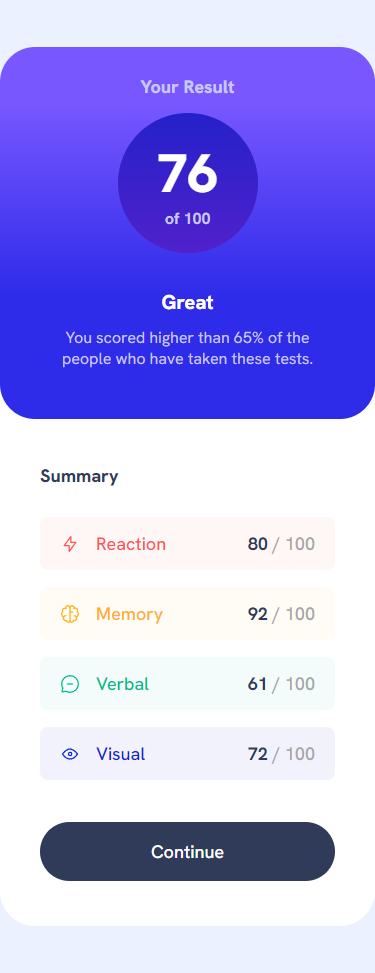 Your Result
76
of 100
Great
You scored higher than 65% of the
people who have taken these tests.
Summary
Reaction 80 / 100
Memory 92 / 100
Verbal 61 / 100
Visual 72 / 100
Continue